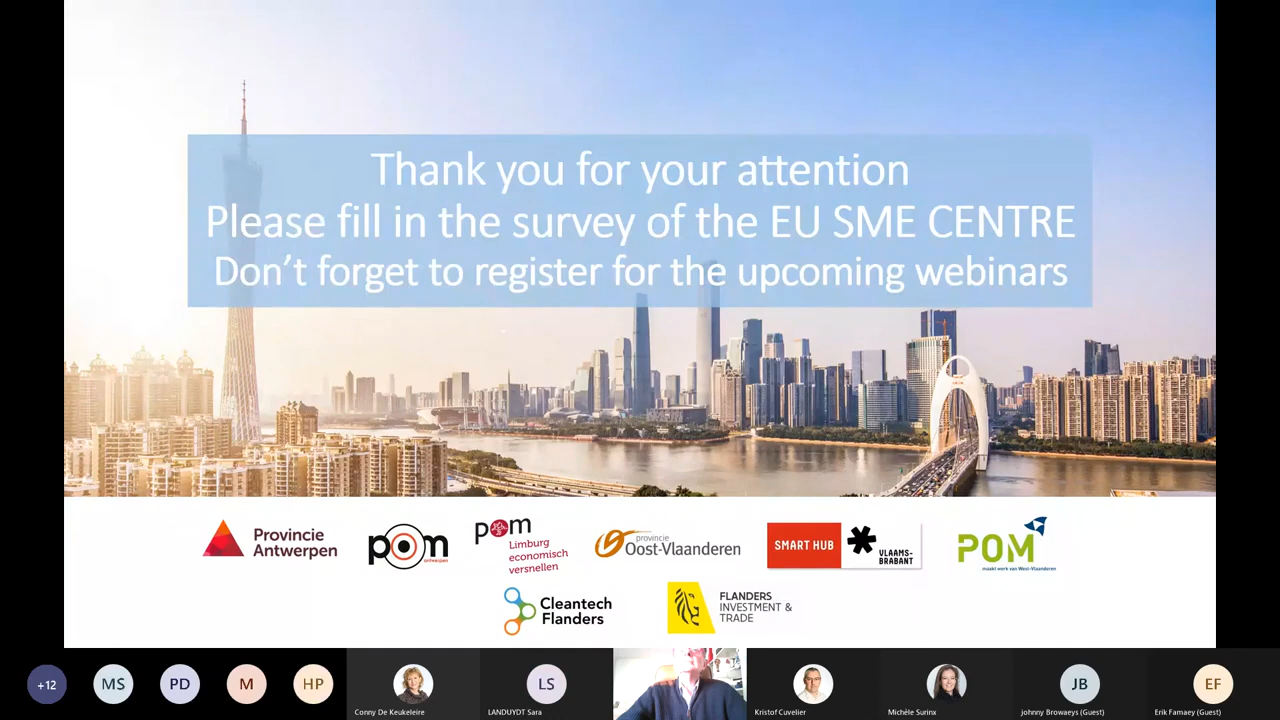 Thank you for your attention
Please fill in the survey of the EU SME CENTRE
Don't forget to register for the upcoming webinars
Provincie
Antwerpen
pom
antwerpen
pom
Limburg
economisch
versnellen
provincie
Oost-Vlaanderen
SMART HUB
VLAAMS-
BRABANT
POM
maakt werk van West-Vlaanderen
Cleantech
Flanders
FLANDERS
INVESTMENT &
TRADE
+12
MS
PD
M
HP
Conny De Keukeleire
LS
LANDUYDT Sara
Kristof Cuvelier
Michèle Surinx
JB
johnny Browaeys (Guest)
EF
Erik Famaey (Guest)